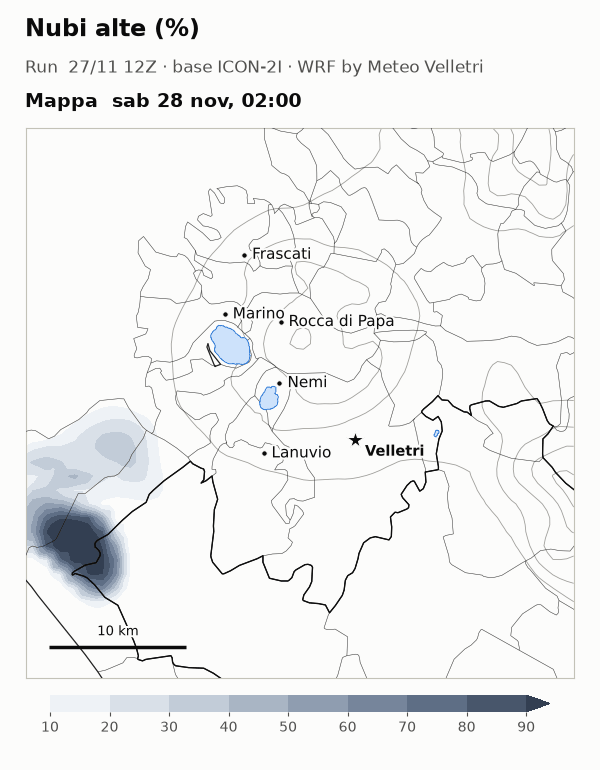 Nubi alte (%)
Run 27/11 12Z · base ICON-2I · WRF by Meteo Velletri
Mappa sab 28 nov, 02:00
Frascati
Marino
Rocca di Papa
Nemi
Velletri
Lanuvio
10 km
10 20 30 40 50 60 70 80 90